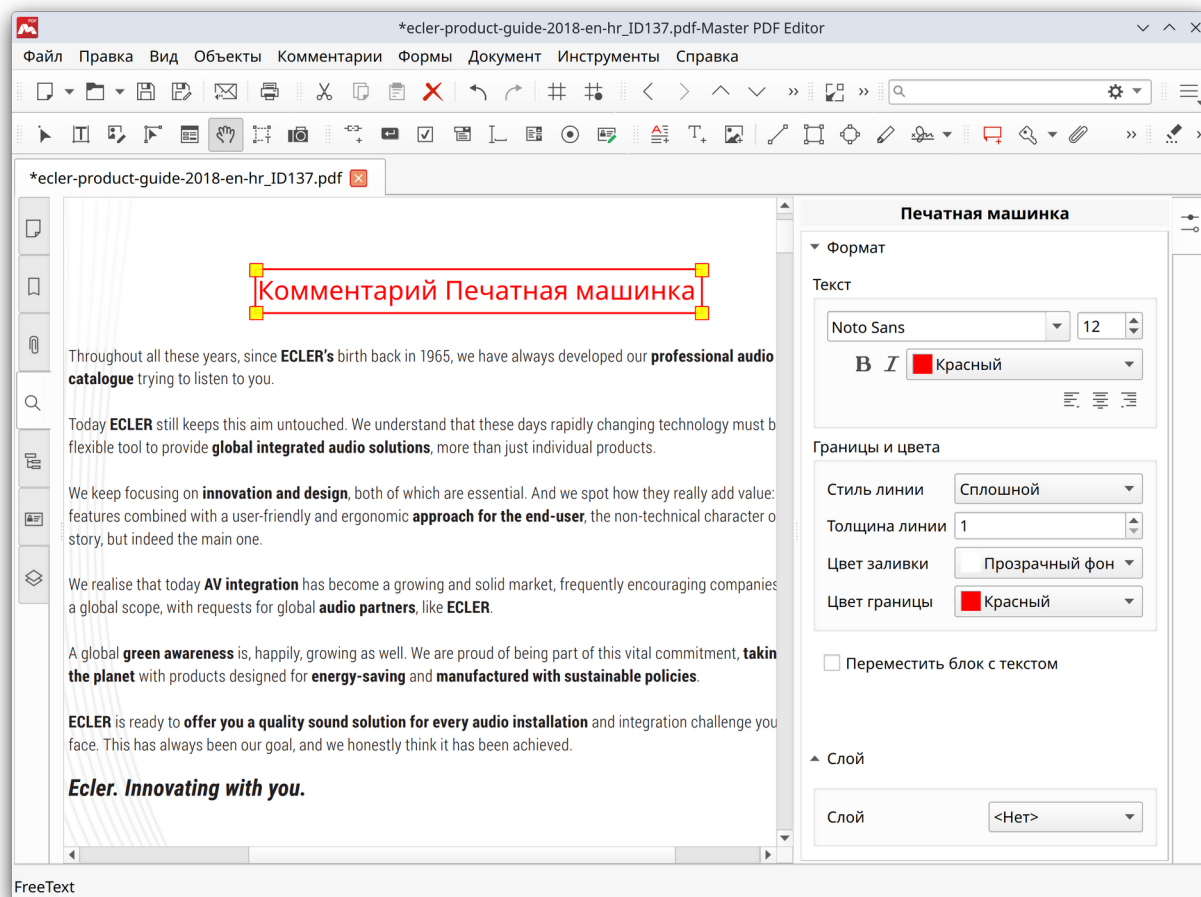 *ecler-product-guide-2018-en-hr_ID137.pdf-Master PDF Editor
Файл Правка Вид Объекты Комментарии Формы Документ Инструменты Справка
*ecler-product-guide-2018-en-hr_ID137.pdf
Комментарий Печатная машинка
Throughout all these years, since ECLER's birth back in 1965, we have always developed our professional audio
catalogue trying to listen to you.
Today ECLER still keeps this aim untouched. We understand that these days rapidly changing technology must b
flexible tool to provide global integrated audio solutions, more than just individual products.
We keep focusing on innovation and design, both of which are essential. And we spot how they really add value:
features combined with a user-friendly and ergonomic approach for the end-user, the non-technical character o
story, but indeed the main one.
We realise that today AV integration has become a growing and solid market, frequently encouraging companies
a global scope, with requests for global audio partners, like ECLER.
A global green awareness is, happily, growing as well. We are proud of being part of this vital commitment, takin
the planet with products designed for energy-saving and manufactured with sustainable policies.
ECLER is ready to offer you a quality sound solution for every audio installation and integration challenge you
face. This has always been our goal, and we honestly think it has been achieved.
Ecler. Innovating with you.
Печатная машинка
Формат
Текст
Noto Sans 12
B I Красный
Границы и цвета
Стиль линии Сплошной
Толщина линии 1
Цвет заливки Прозрачный фон
Цвет границы Красный
Переместить блок с текстом
Слой
Слой <Нет>
FreeText